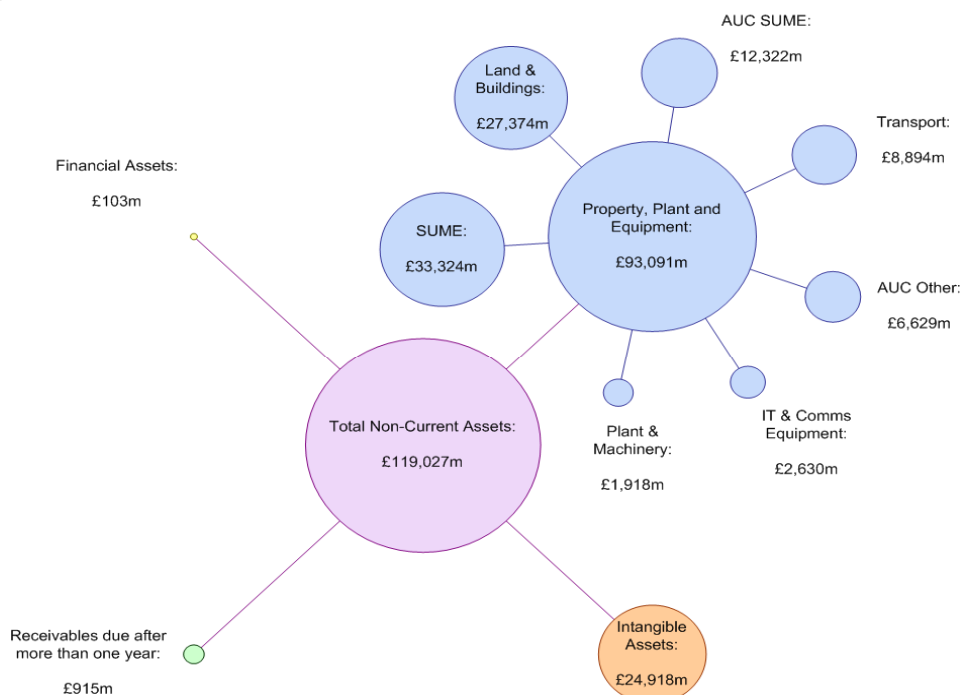 AUC SUME:
£12,322m
Land &
Buildings:
£27,374m
Transport:
£8,894m
Financial Assets:
£103m
Property, Plant and
Equipment:
£93,091m
SUME:
£33,324m
AUC Other:
£6,629m
IT & Comms
Equipment:
£2,630m
Plant &
Machinery:
£1,918m
Total Non-Current Assets:
£119,027m
Receivables due after
more than one year:
£915m
Intangible
Assets:
£24,918m